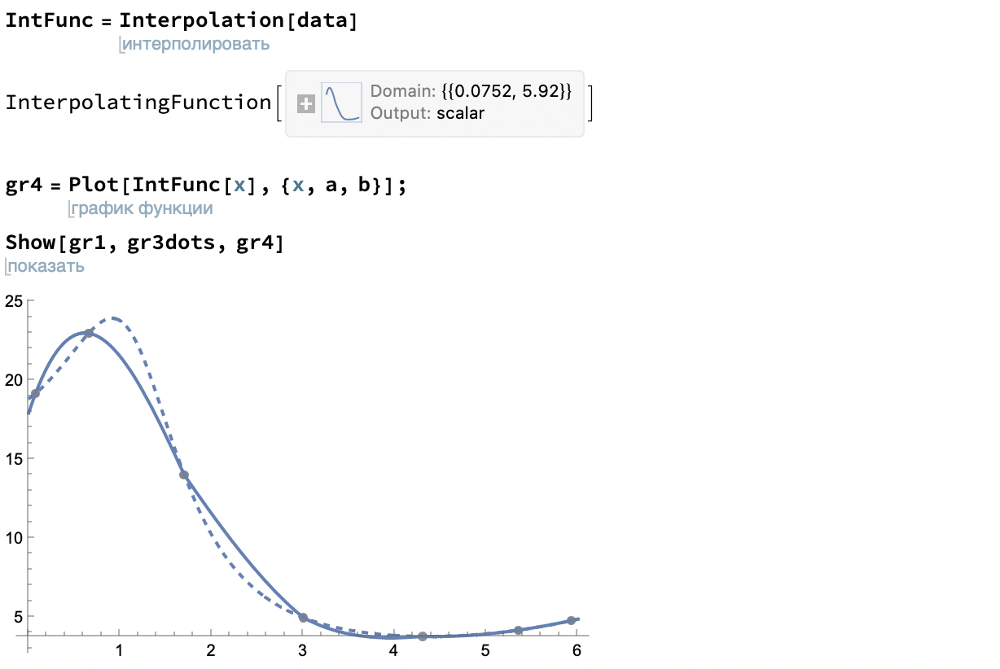 IntFunc = Interpolation[data]
интерполировать
InterpolatingFunction[
Domain: {{0.0752, 5.92}}
Output: scalar
]
gr4 = Plot[IntFunc[x], {x, a, b}];
график функции
Show[gr1, gr3dots, gr4]
показать
25
20
15
10
5
1 2 3 4 5 6